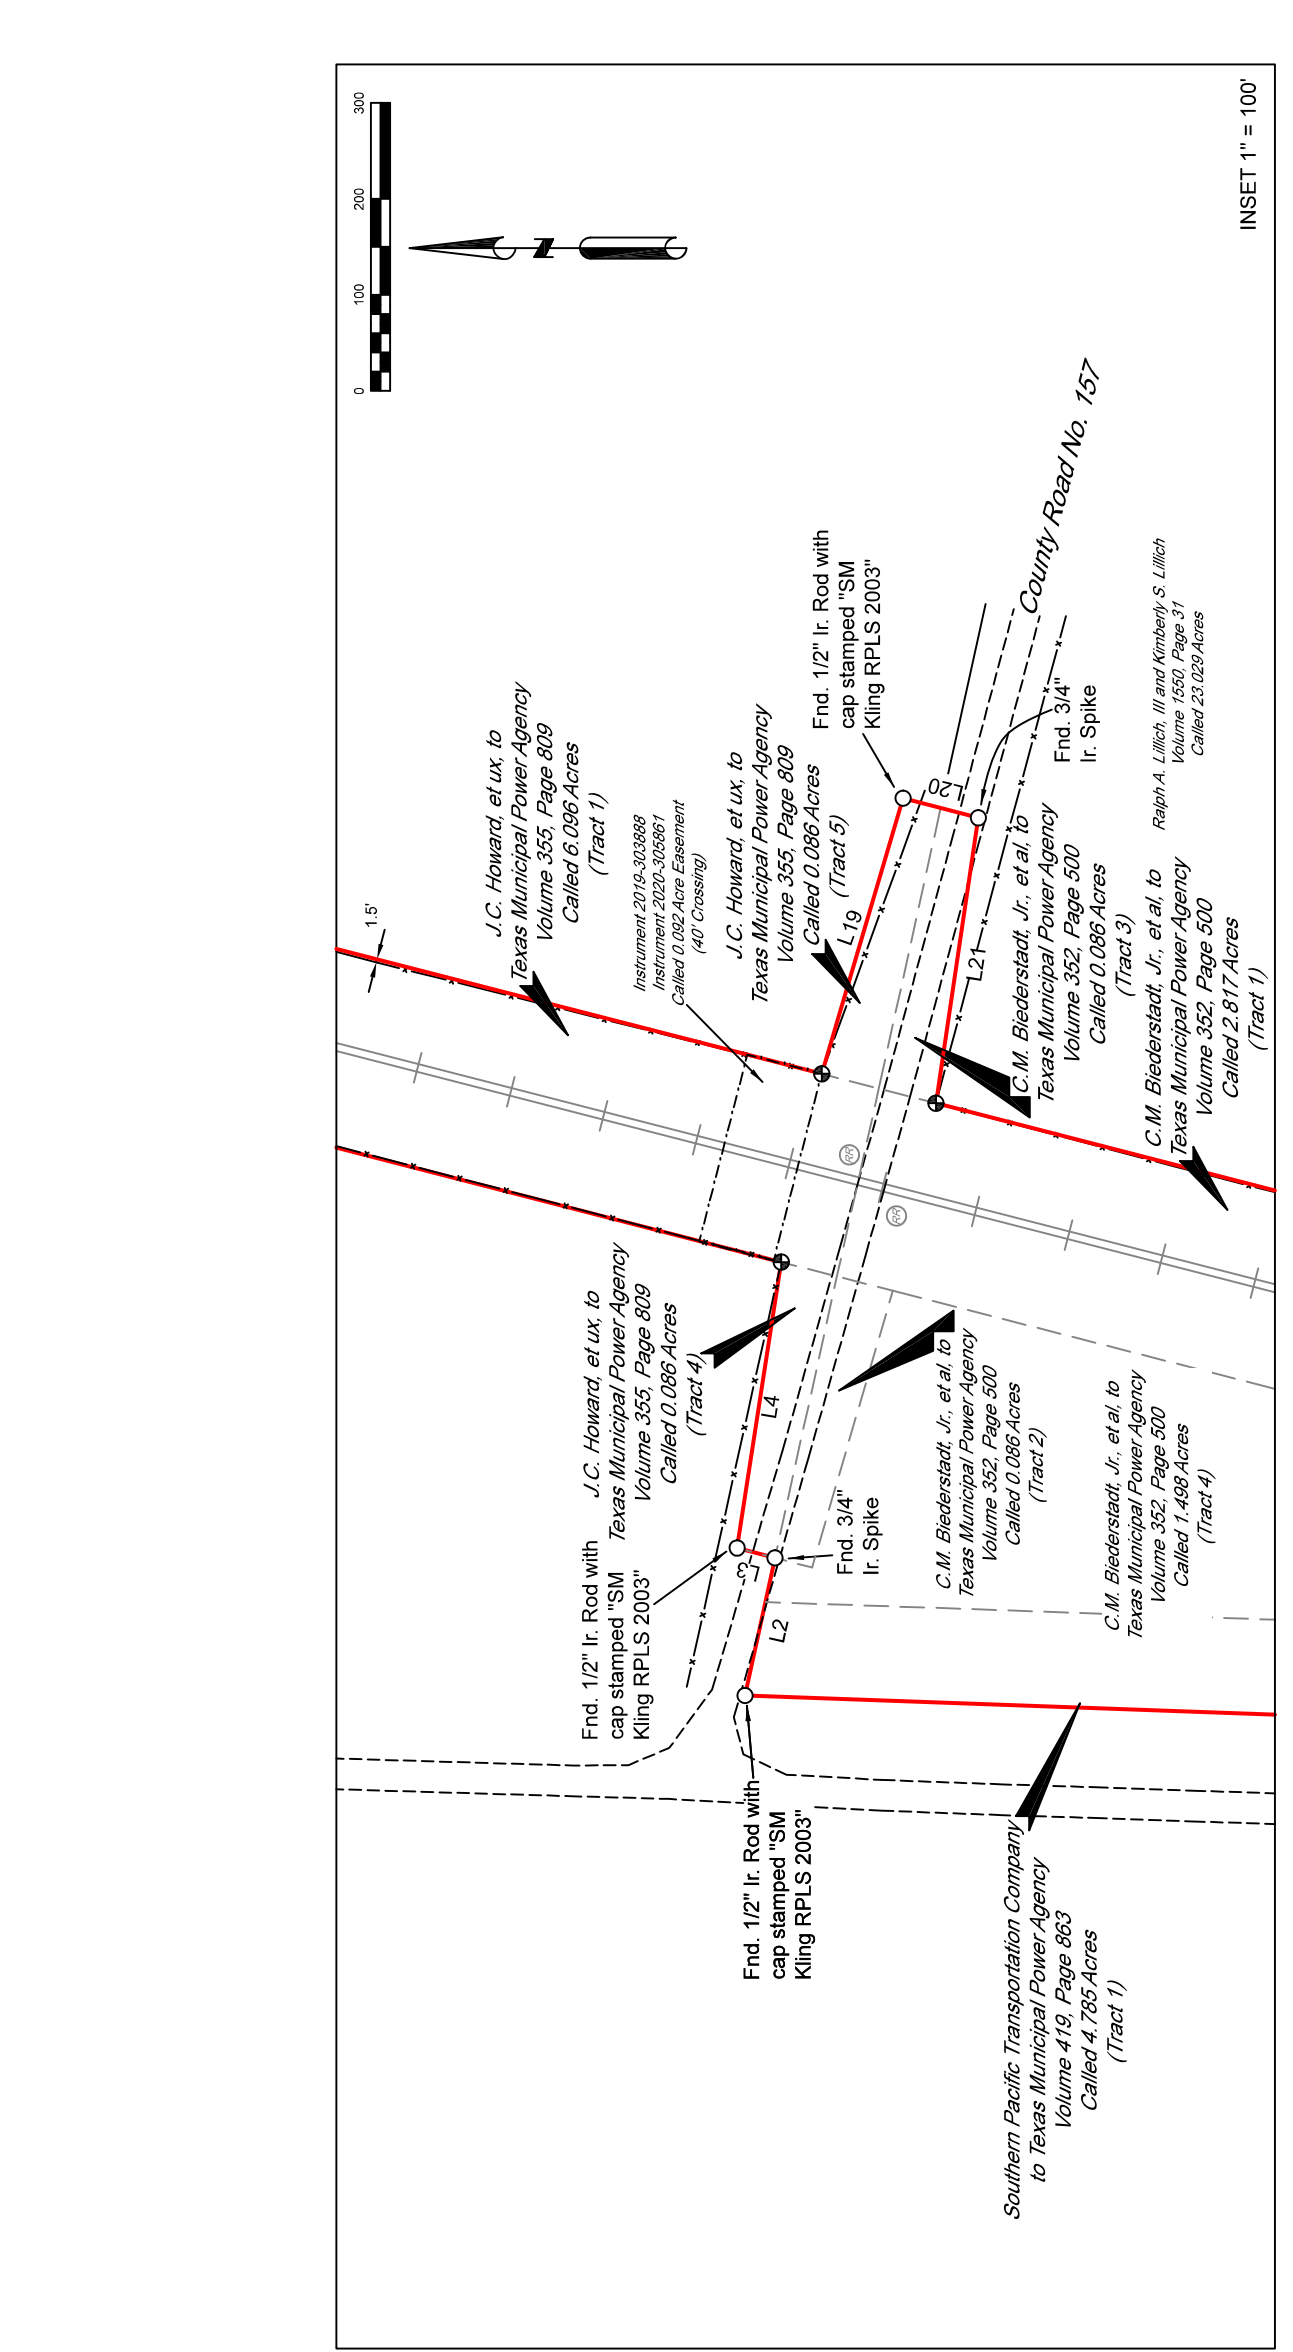 0
100
200
300
N
INSET 1" = 100'
1.5'
J.C. Howard, et ux, to
Texas Municipal Power Agency
Volume 355, Page 809
Called 6.096 Acres
(Tract 1)
Instrument 2019-303888
Instrument 2020-305861
Called 0.092 Acre Easement
(40' Crossing)
J.C. Howard, et ux, to
Texas Municipal Power Agency
Volume 355, Page 809
Called 0.086 Acres
(Tract 5)
Fnd. 1/2" Ir. Rod with
cap stamped "SM
Kling RPLS 2003"
County Road No. 157
L19
L20
L21
Fnd. 3/4"
Ir. Spike
Ralph A. Lillich, III and Kimberly S. Lillich
Volume 1550, Page 31
Called 23.029 Acres
C.M. Biederstadt, Jr., et al, to
Texas Municipal Power Agency
Volume 352, Page 500
Called 0.086 Acres
(Tract 3)
C.M. Biederstadt, Jr., et al, to
Texas Municipal Power Agency
Volume 352, Page 500
Called 2.817 Acres
(Tract 1)
RR
RR
J.C. Howard, et ux, to
Texas Municipal Power Agency
Volume 355, Page 809
Called 0.086 Acres
(Tract 4)
L4
L3
L2
Fnd. 1/2" Ir. Rod with
cap stamped "SM
Kling RPLS 2003"
Fnd. 3/4"
Ir. Spike
C.M. Biederstadt, Jr., et al, to
Texas Municipal Power Agency
Volume 352, Page 500
Called 0.086 Acres
(Tract 2)
C.M. Biederstadt, Jr., et al, to
Texas Municipal Power Agency
Volume 352, Page 500
Called 1.498 Acres
(Tract 4)
Fnd. 1/2" Ir. Rod with
cap stamped "SM
Kling RPLS 2003"
Southern Pacific Transportation Company
to Texas Municipal Power Agency
Volume 419, Page 863
Called 4.785 Acres
(Tract 1)